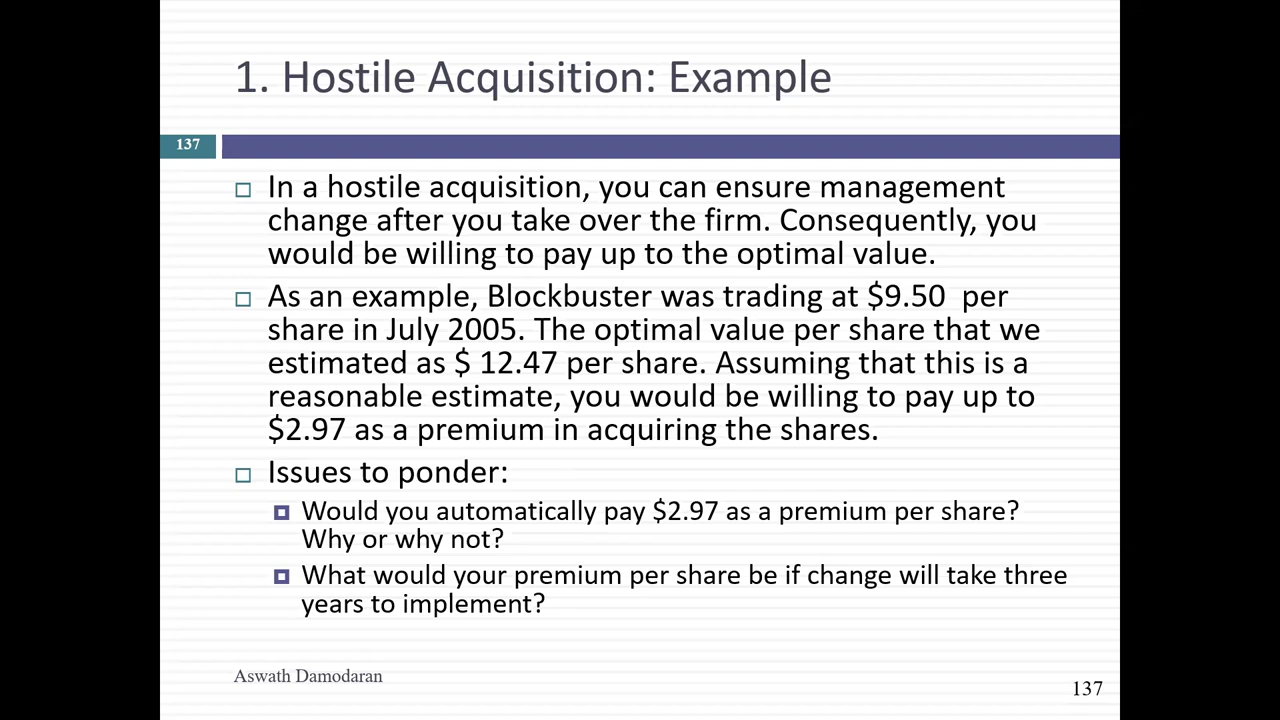 1. Hostile Acquisition: Example
137
In a hostile acquisition, you can ensure management
change after you take over the firm. Consequently, you
would be willing to pay up to the optimal value.
As an example, Blockbuster was trading at $9.50  per
share in July 2005. The optimal value per share that we
estimated as $ 12.47 per share. Assuming that this is a
reasonable estimate, you would be willing to pay up to
$2.97 as a premium in acquiring the shares.
Issues to ponder:
Would you automatically pay $2.97 as a premium per share?
Why or why not?
What would your premium per share be if change will take three
years to implement?
Aswath Damodaran
137